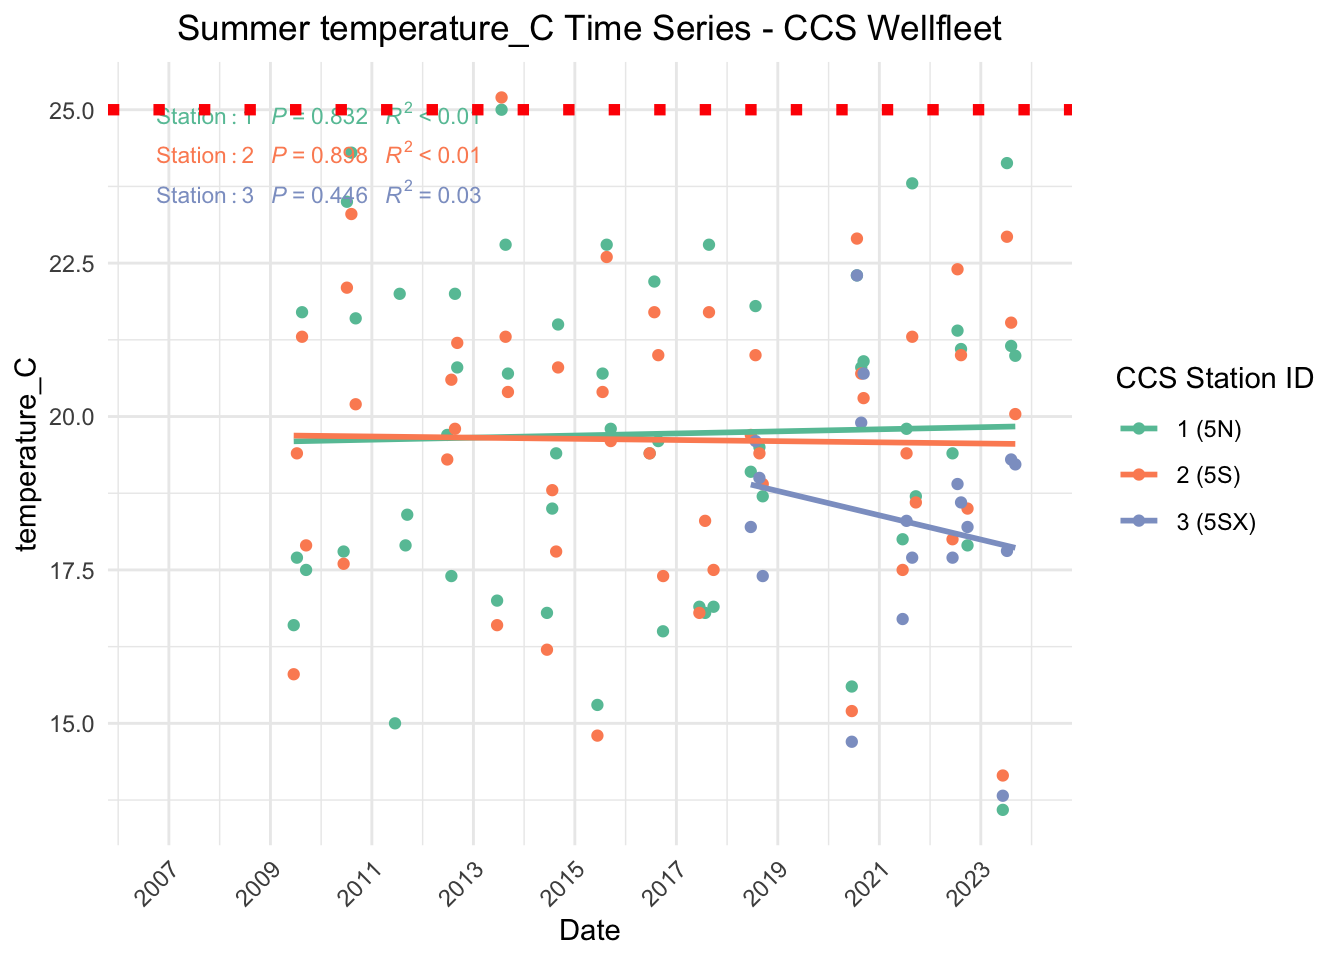 Summer temperature_C Time Series - CCS Wellfleet
temperature_C
25.0
22.5
20.0
17.5
15.0
Station : 1 P = 0.832 R² < 0.01
Station : 2 P = 0.898 R² < 0.01
Station : 3 P = 0.446 R² = 0.03
2007
2009
2011
2013
2015
2017
2019
2021
2023
Date
CCS Station ID
1 (5N)
2 (5S)
3 (5SX)